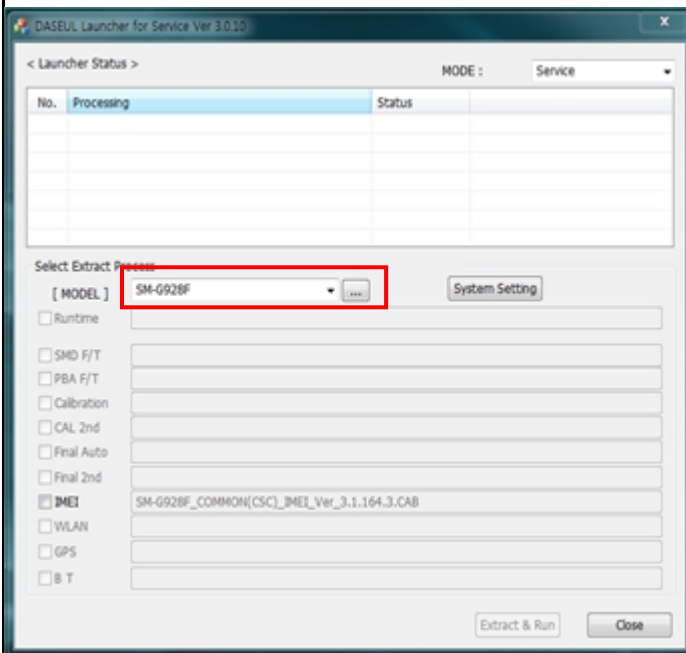 DASEUL Launcher for Service Ver 3.0.10
x
< Launcher Status >
MODE : Service
No. Processing Status
Select Extract Process
[ MODEL ] SM-G928F ... System Setting
Runtime
SMD F/T
PBA F/T
Calibration
CAL 2nd
Final Auto
Final 2nd
IMEI SM-G928F_COMMON(CSC)_IMEI_Ver_3.1.164.3.CAB
WLAN
GPS
B T
Extract & Run Close